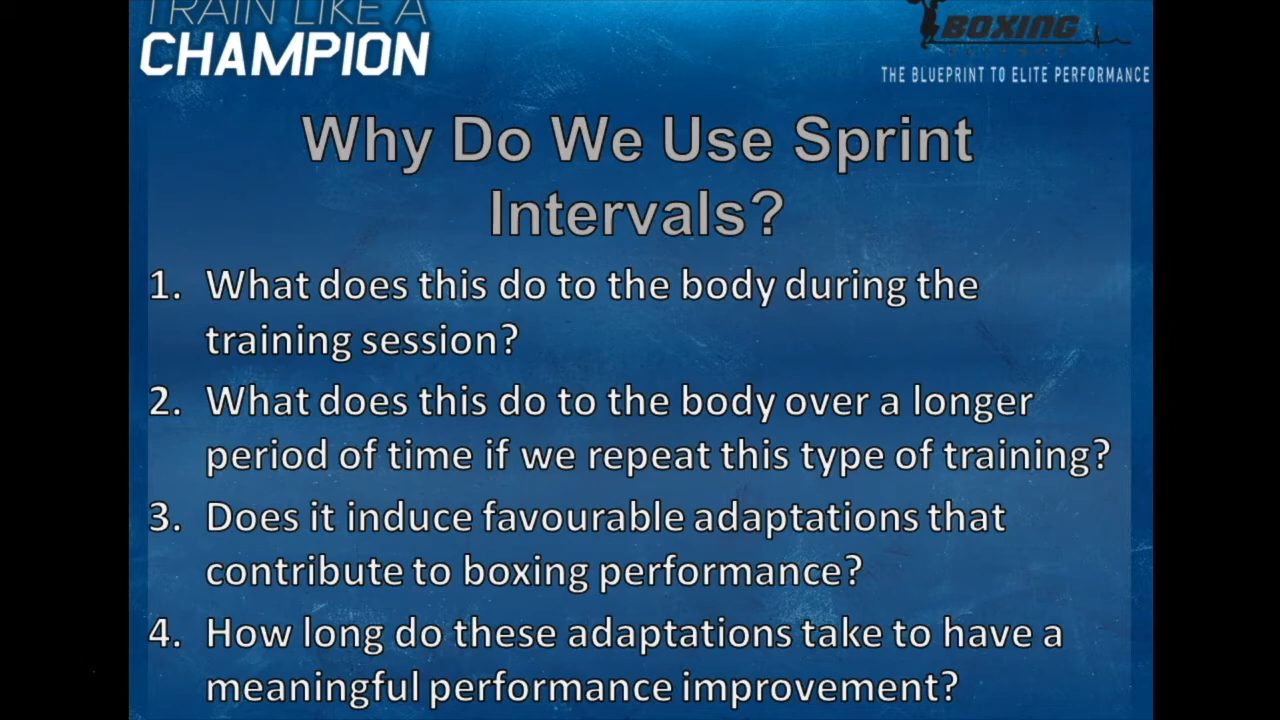 TRAIN LIKE A
CHAMPION
BOXING
THE BLUEPRINT TO ELITE PERFORMANCE
Why Do We Use Sprint
Intervals?
1. What does this do to the body during the
training session?
2. What does this do to the body over a longer
period of time if we repeat this type of training?
3. Does it induce favourable adaptations that
contribute to boxing performance?
4. How long do these adaptations take to have a
meaningful performance improvement?